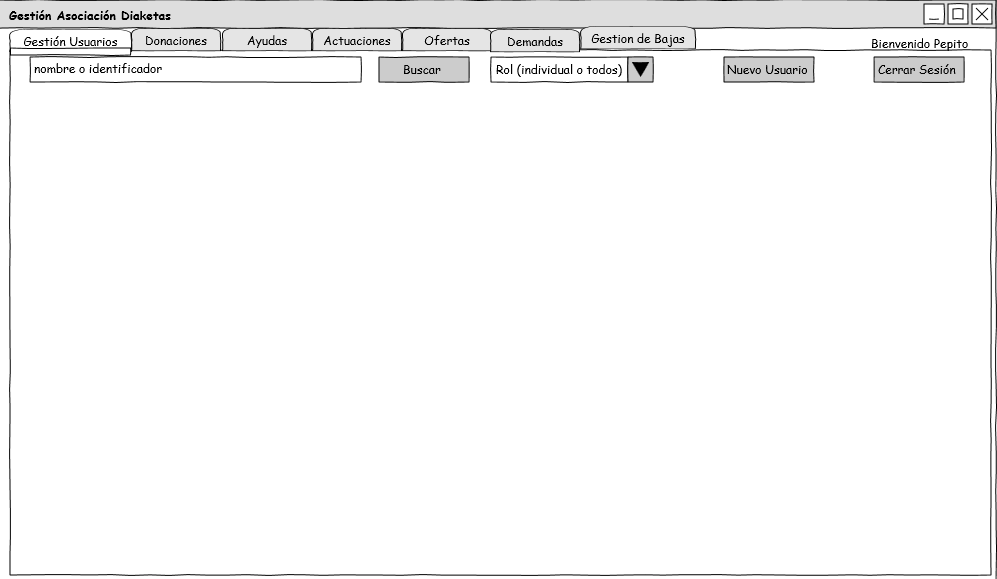 Gestión Asociación Diaketas
Gestión Usuarios
Donaciones
Ayudas
Actuaciones
Ofertas
Demandas
Gestion de Bajas
Bienvenido Pepito
nombre o identificador
Buscar
Rol (individual o todos)
Nuevo Usuario
Cerrar Sesión